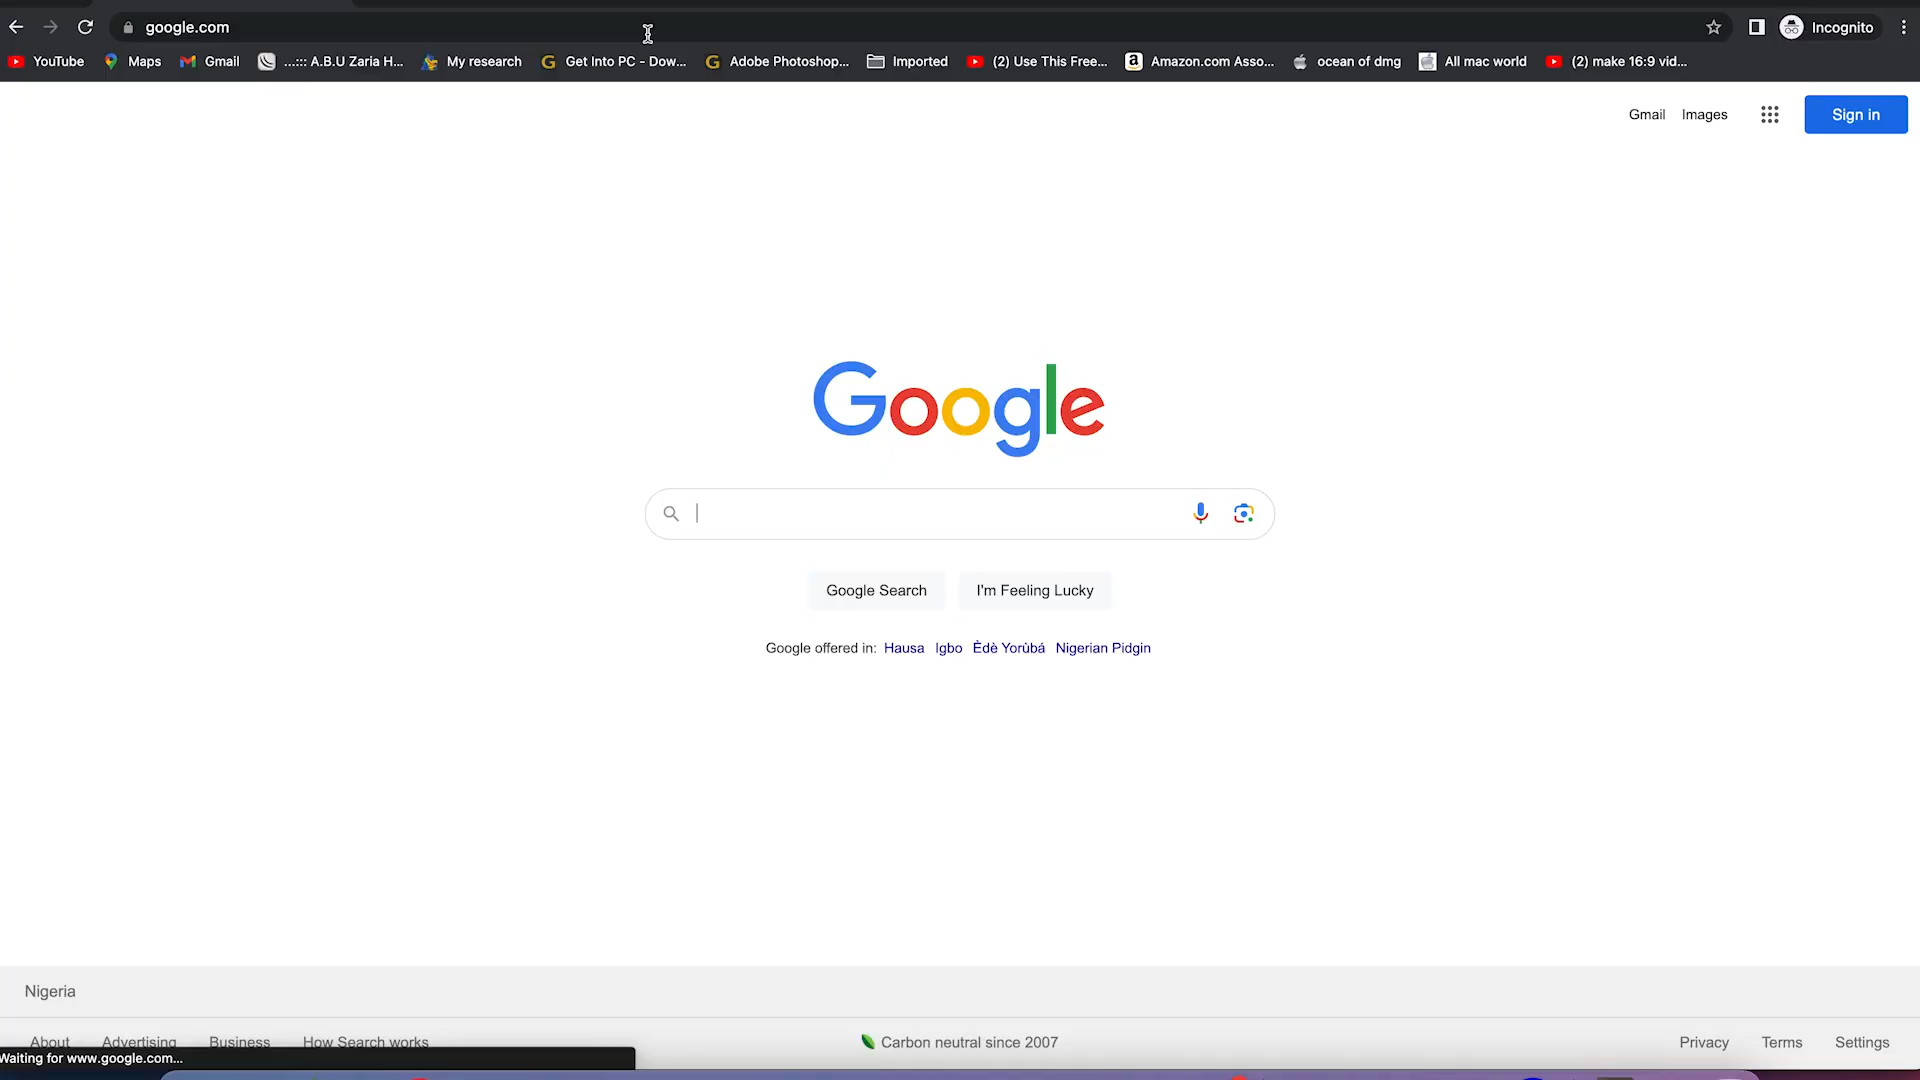 google.com
Incognito
YouTube Maps Gmail ...::: A.B.U Zaria H... My research Get Into PC - Dow... Adobe Photoshop... Imported (2) Use This Free... Amazon.com Asso... ocean of dmg All mac world (2) make 16:9 vid...
Gmail Images Sign in
Google
Google Search I'm Feeling Lucky
Google offered in: Hausa Igbo Èdè Yorùbá Nigerian Pidgin
Nigeria
About Advertising Business How Search works Carbon neutral since 2007 Privacy Terms Settings
Waiting for www.google.com...